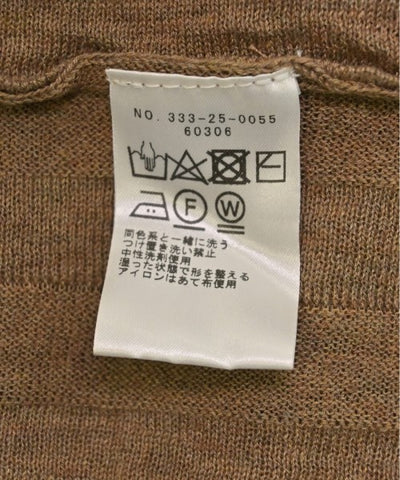 NO. 333-25-0055
60306
F W
同色系と一緒に洗う
つけ置き洗い禁止
中性洗剤使用
湿った状態で形を整える
アイロンはあて布使用